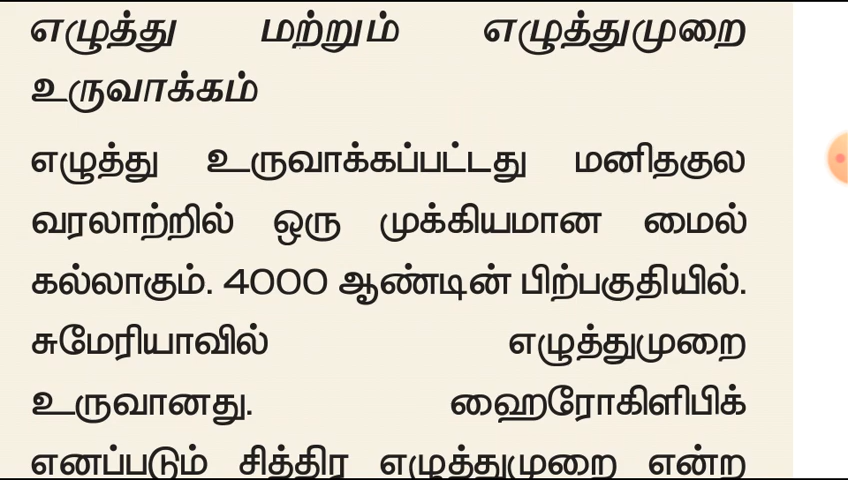 எழுத்து மற்றும் எழுத்துமுறை
உருவாக்கம்
எழுத்து உருவாக்கப்பட்டது மனிதகுல
வரலாற்றில் ஒரு முக்கியமான மைல்
கல்லாகும். 4000 ஆண்டின் பிற்பகுதியில்.
சுமேரியாவில் எழுத்துமுறை
உருவானது. ஹைரோகிளிபிக்
எனப்படும் சித்திர எழுத்துமுறை என்ற